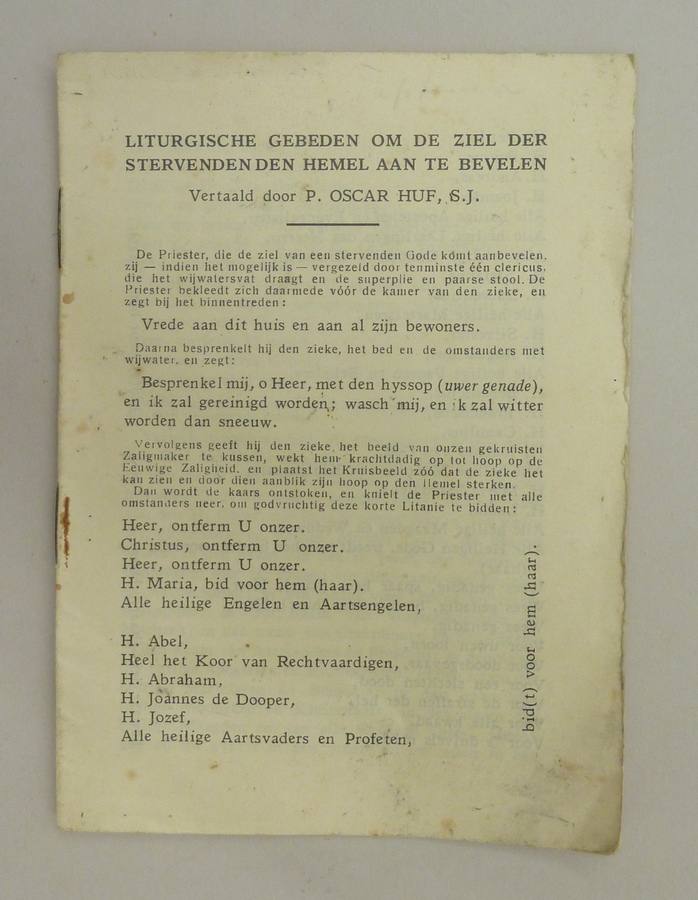 LITURGISCHE GEBEDEN OM DE ZIEL DER
STERVENDEN DEN HEMEL AAN TE BEVELEN
Vertaald door P. OSCAR HUF, S.J.
De Priester, die de ziel van een stervenden Gode komt aanbevelen,
zij — indien het mogelijk is — vergezeld door tenminste één clericus,
die het wijwatersvat draagt en de superplie en paarse stool. De
Priester bekleedt zich daarmede vóór de kamer van den zieke, en
zegt bij het binnentreden:
Vrede aan dit huis en aan al zijn bewoners.
Daarna besprenkelt hij den zieke, het bed en de omstanders met
wijwater, en zegt:
Besprenkel mij, o Heer, met den hyssop (uwer genade),
en ik zal gereinigd worden; wasch mij, en ik zal witter
worden dan sneeuw.
Vervolgens geeft hij den zieke het beeld van onzen gekruisten
Zaligmaker te kussen, wekt hem krachtdadig op tot hoop op de
Eeuwige Zaligheid, en plaatst het Kruisbeeld zóó dat de zieke het
kan zien en door dien aanblik zijn hoop op den Hemel sterken.
Dan wordt de kaars ontstoken, en knielt de Priester met alle
omstanders neer, om godvruchtig deze korte Litanie te bidden:
Heer, ontferm U onzer.
Christus, ontferm U onzer.
Heer, ontferm U onzer.
H. Maria, bid voor hem (haar).
Alle heilige Engelen en Aartsengelen,
H. Abel,
Heel het Koor van Rechtvaardigen,
H. Abraham,
H. Joännes de Dooper,
H. Jozef,
Alle heilige Aartsvaders en Profeten,
bid(t) voor hem (haar).